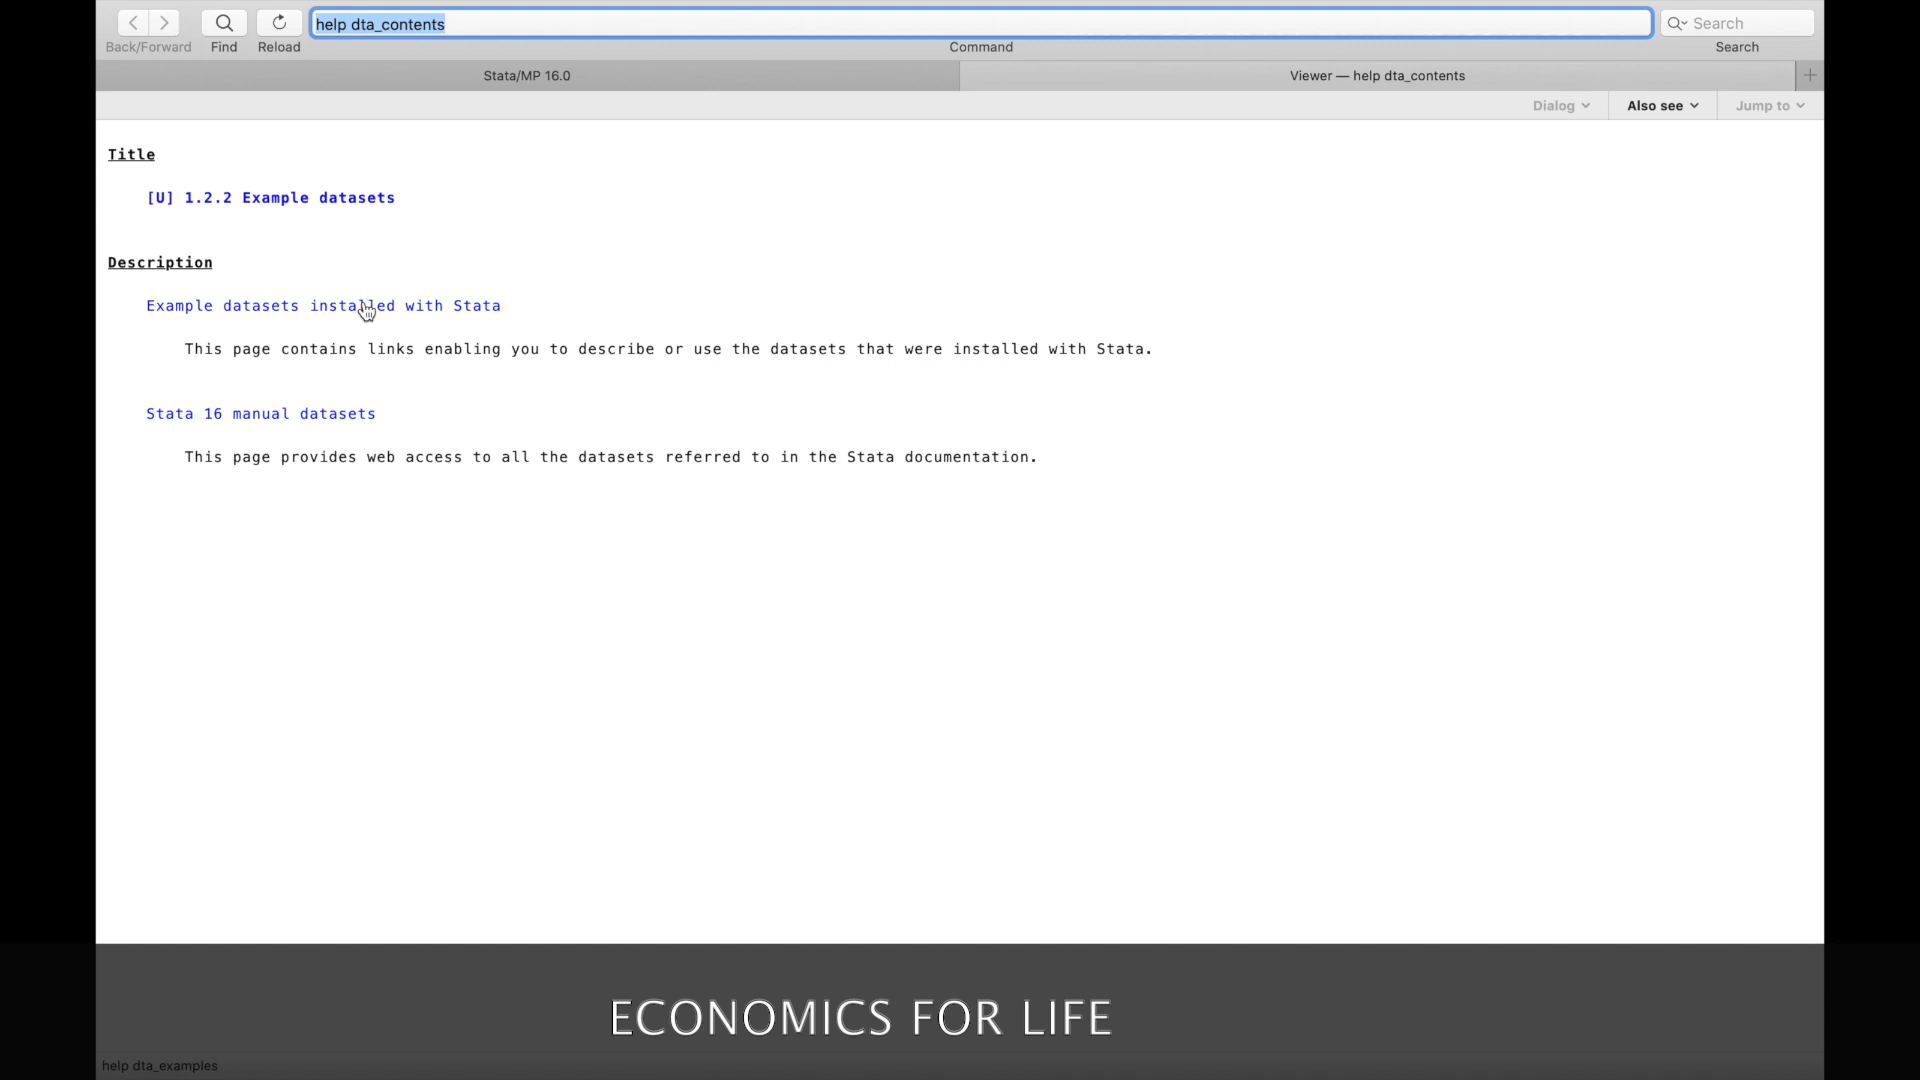 help dta_contents
Search
Back/Forward
Find
Reload
Command
Search
Stata/MP 16.0
Viewer — help dta_contents
Dialog
Also see
Jump to
Title
[U] 1.2.2 Example datasets
Description
Example datasets installed with Stata
This page contains links enabling you to describe or use the datasets that were installed with Stata.
Stata 16 manual datasets
This page provides web access to all the datasets referred to in the Stata documentation.
ECONOMICS FOR LIFE
help dta_examples